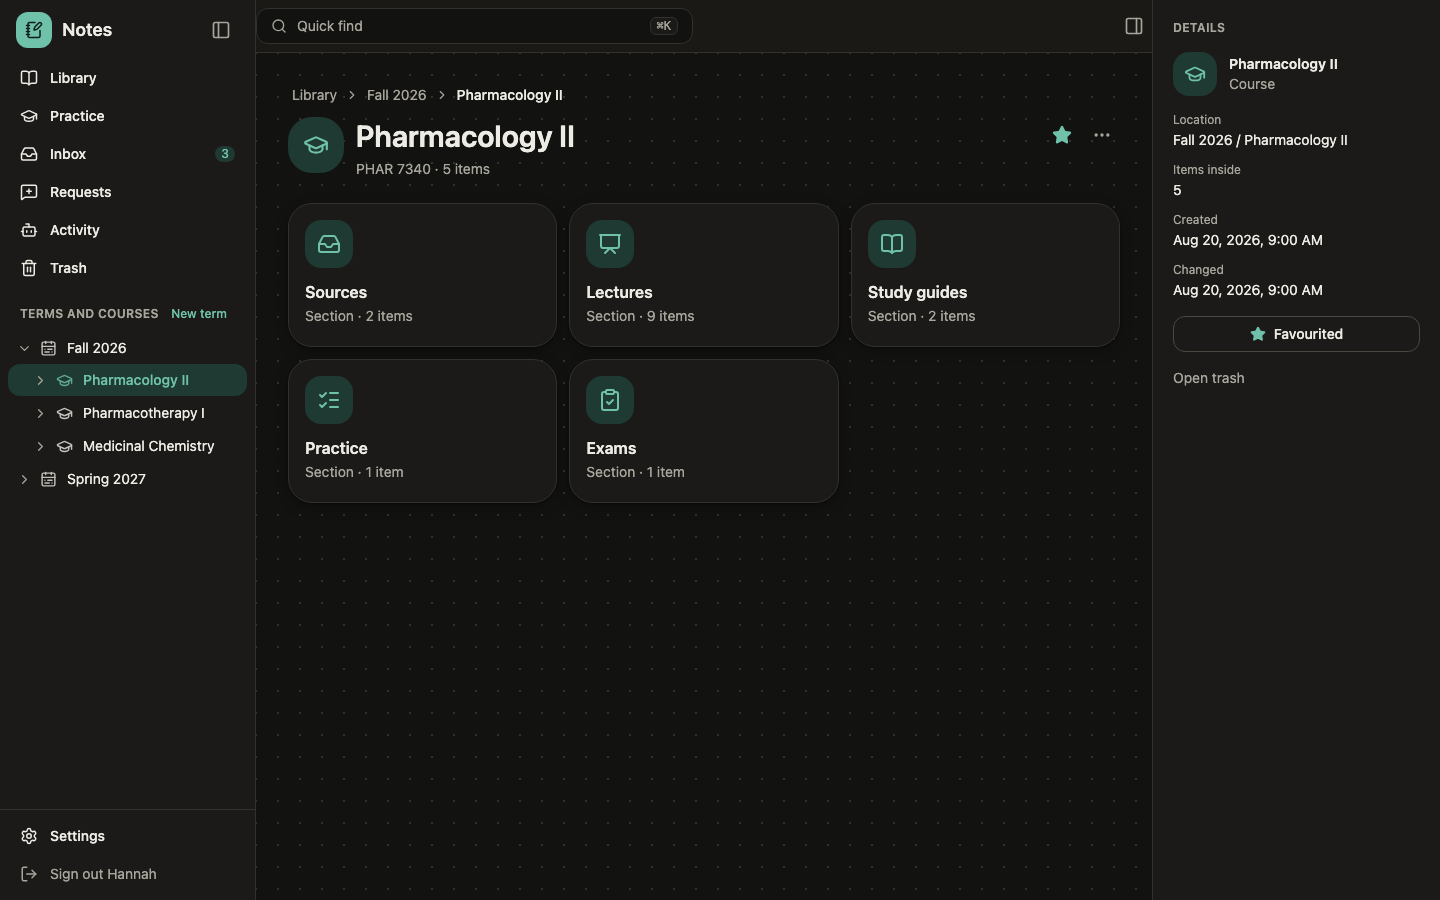 Notes
Library
Practice
Inbox
3
Requests
Activity
Trash
TERMS AND COURSES
New term
Fall 2026
Pharmacology II
Pharmacotherapy I
Medicinal Chemistry
Spring 2027
Settings
Sign out Hannah
Quick find
⌘K
Library > Fall 2026 > Pharmacology II
Pharmacology II
PHAR 7340 · 5 items
Sources
Section · 2 items
Lectures
Section · 9 items
Study guides
Section · 2 items
Practice
Section · 1 item
Exams
Section · 1 item
DETAILS
Pharmacology II
Course
Location
Fall 2026 / Pharmacology II
Items inside
5
Created
Aug 20, 2026, 9:00 AM
Changed
Aug 20, 2026, 9:00 AM
Favourited
Open trash